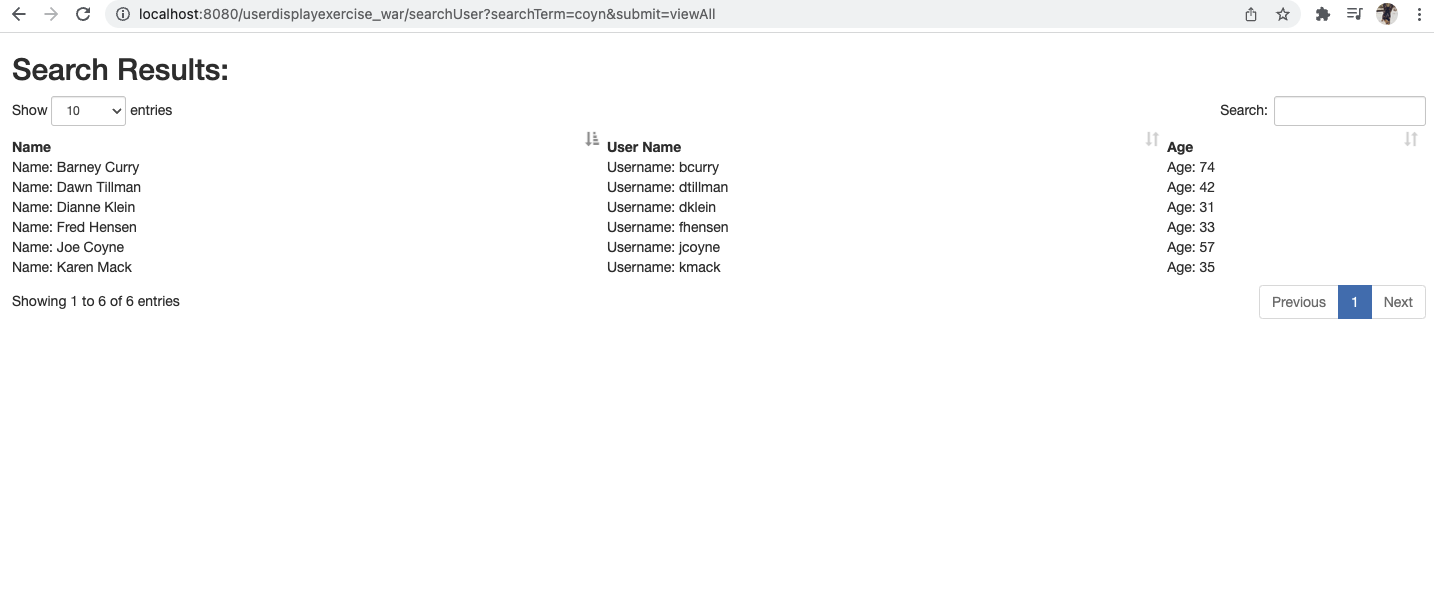 localhost:8080/userdisplayexercise_war/searchUser?searchTerm=coyn&submit=viewAll
Search Results:
Show 10 entries Search:
Name User Name Age
Name: Barney Curry Username: bcurry Age: 74
Name: Dawn Tillman Username: dtillman Age: 42
Name: Dianne Klein Username: dklein Age: 31
Name: Fred Hensen Username: fhensen Age: 33
Name: Joe Coyne Username: jcoyne Age: 57
Name: Karen Mack Username: kmack Age: 35
Showing 1 to 6 of 6 entries Previous 1 Next